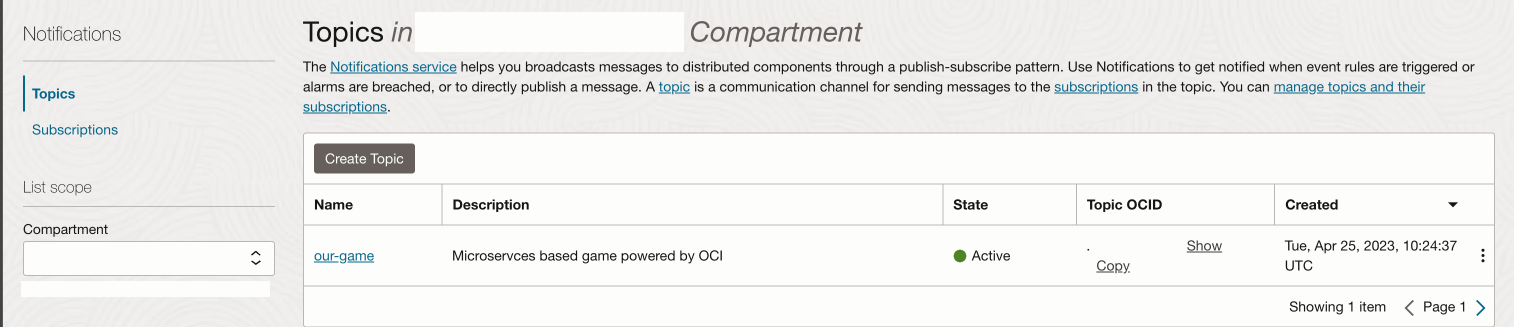 Notifications
Topics
Subscriptions
List scope
Compartment
Topics in Compartment
The Notifications service helps you broadcasts messages to distributed components through a publish-subscribe pattern. Use Notifications to get notified when event rules are triggered or
alarms are breached, or to directly publish a message. A topic is a communication channel for sending messages to the subscriptions in the topic. You can manage topics and their
subscriptions.
Create Topic
Name Description State Topic OCID Created
our-game Microservces based game powered by OCI Active . Show Tue, Apr 25, 2023, 10:24:37
Copy UTC
Showing 1 item Page 1